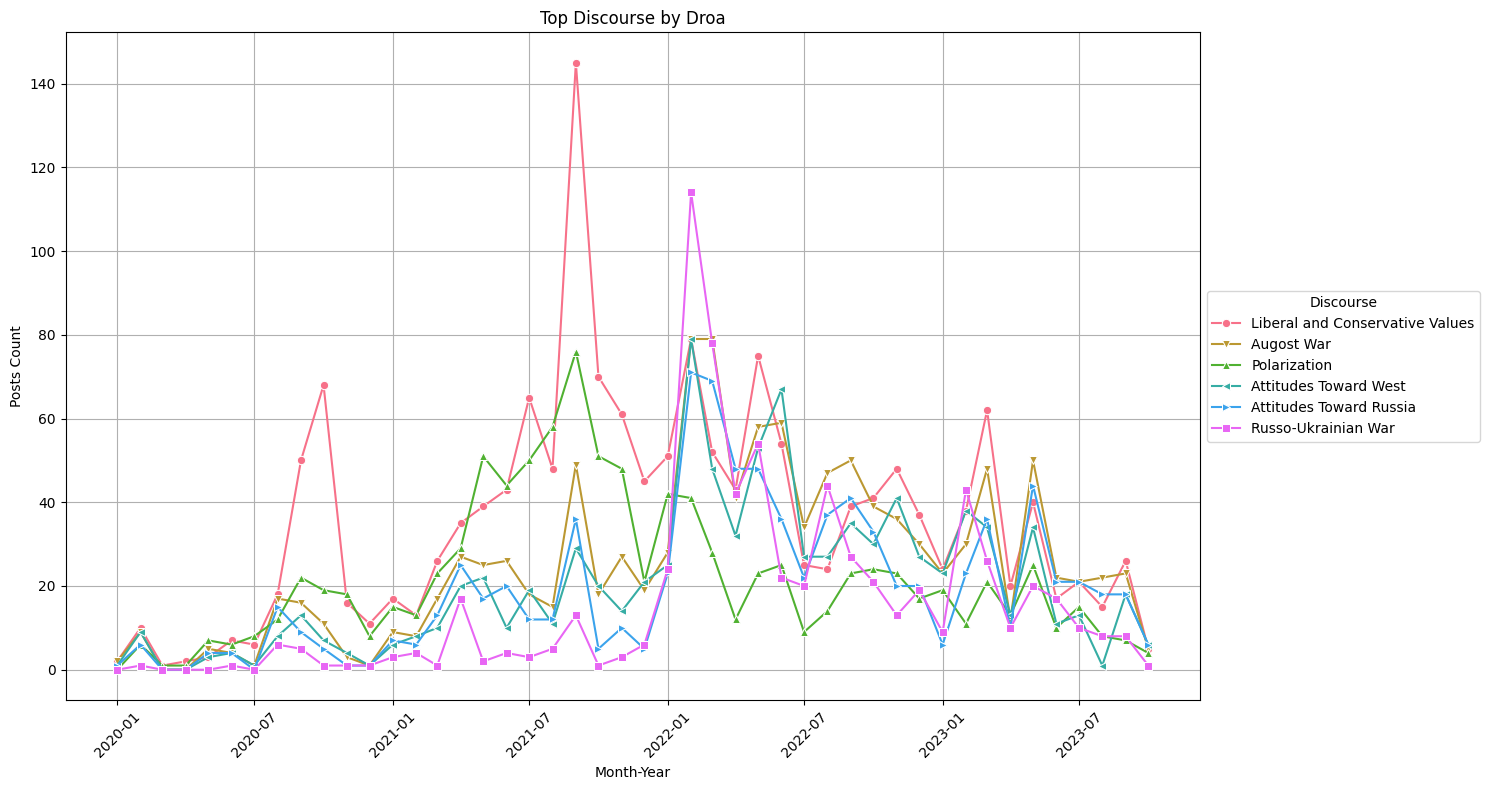 Top Discourse by Droa
Posts Count
140
120
100
80
60
40
20
0
2020-01
2020-07
2021-01
2021-07
2022-01
2022-07
2023-01
2023-07
Month-Year
Discourse
Liberal and Conservative Values
Augost War
Polarization
Attitudes Toward West
Attitudes Toward Russia
Russo-Ukrainian War